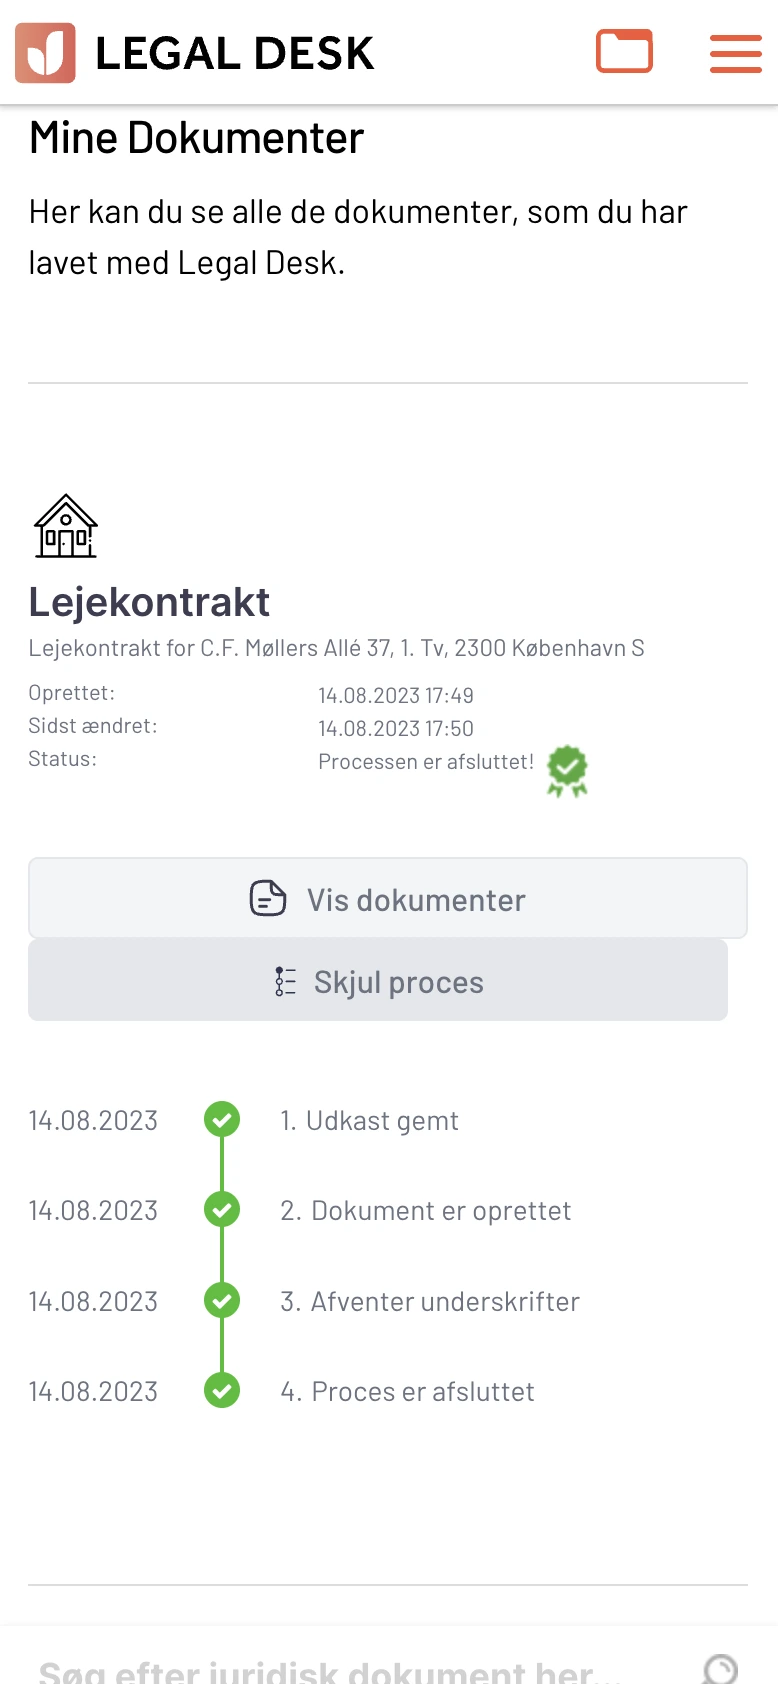 LEGAL DESK
Mine Dokumenter
Her kan du se alle de dokumenter, som du har
lavet med Legal Desk.
Lejekontrakt
Lejekontrakt for C.F. Møllers Allé 37, 1. Tv, 2300 København S
Oprettet: 14.08.2023 17:49
Sidst ændret: 14.08.2023 17:50
Status: Processen er afsluttet!
Vis dokumenter
Skjul proces
14.08.2023 1. Udkast gemt
14.08.2023 2. Dokument er oprettet
14.08.2023 3. Afventer underskrifter
14.08.2023 4. Proces er afsluttet
Søg efter juridisk dokument her...